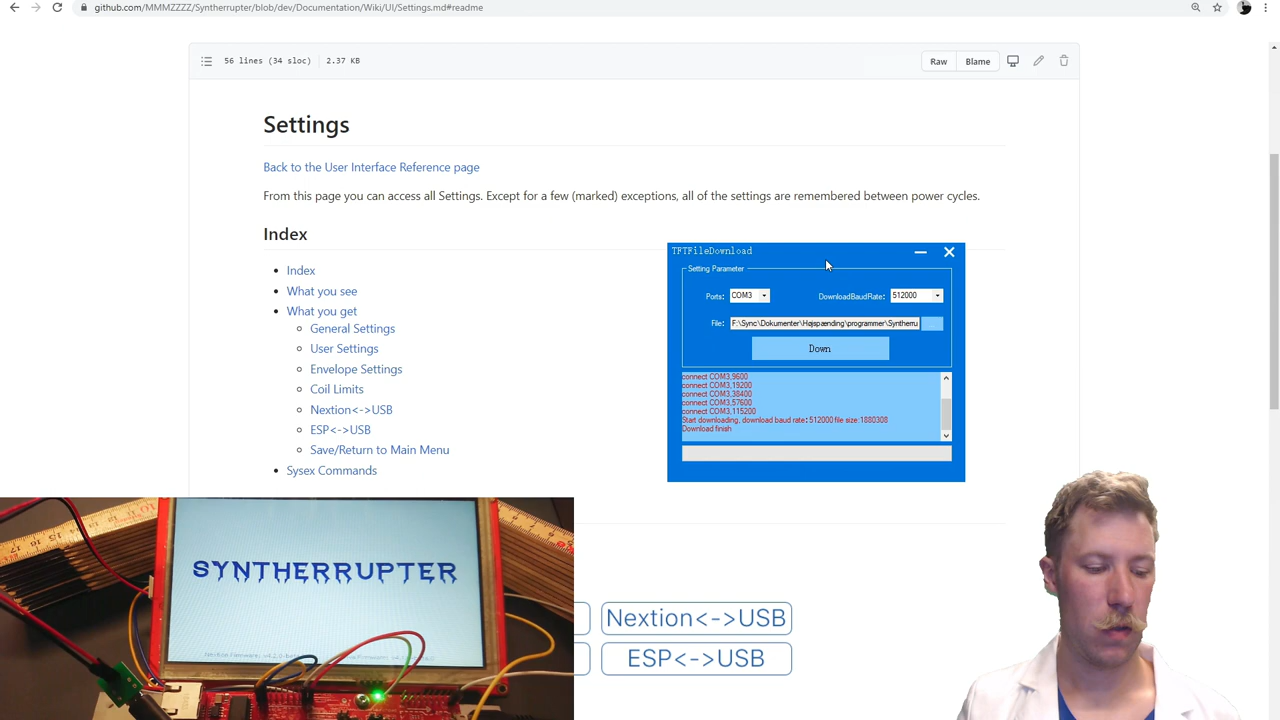 github.com/MMMZZZZ/Syntherrupter/blob/dev/Documentation/Wiki/UI/Settings.md#readme
56 lines (34 sloc) 2.37 KB
Raw Blame
Settings
Back to the User Interface Reference page
From this page you can access all Settings. Except for a few (marked) exceptions, all of the settings are remembered between power cycles.
Index
Index
What you see
What you get
General Settings
User Settings
Envelope Settings
Coil Limits
Nextion<->USB
ESP<->USB
Save/Return to Main Menu
Sysex Commands
TFTFileDownload
Setting Parameter
Ports: COM3 DownloadBaudRate: 512000
File: F:\Sync\Dokumenter\Højspænding\programmer\Syntherru
Down
connect COM3,9600
connect COM3,19200
connect COM3,38400
connect COM3,57600
connect COM3,115200
Start downloading, download baud rate:512000 file size:1880308
Download finish
SYNTHERRUPTER
Nextion<->USB
ESP<->USB